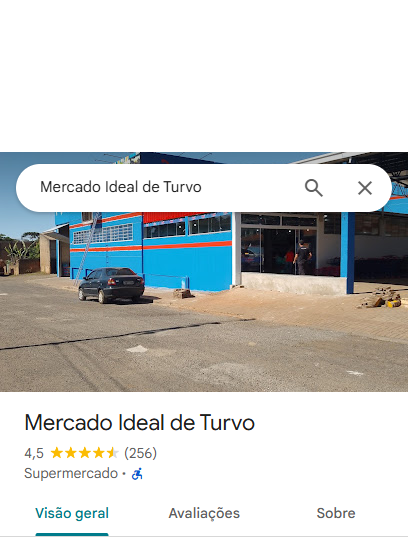 Mercado Ideal de Turvo
Mercado Ideal de Turvo
4,5 (256)
Supermercado ·
Visão geral Avaliações Sobre